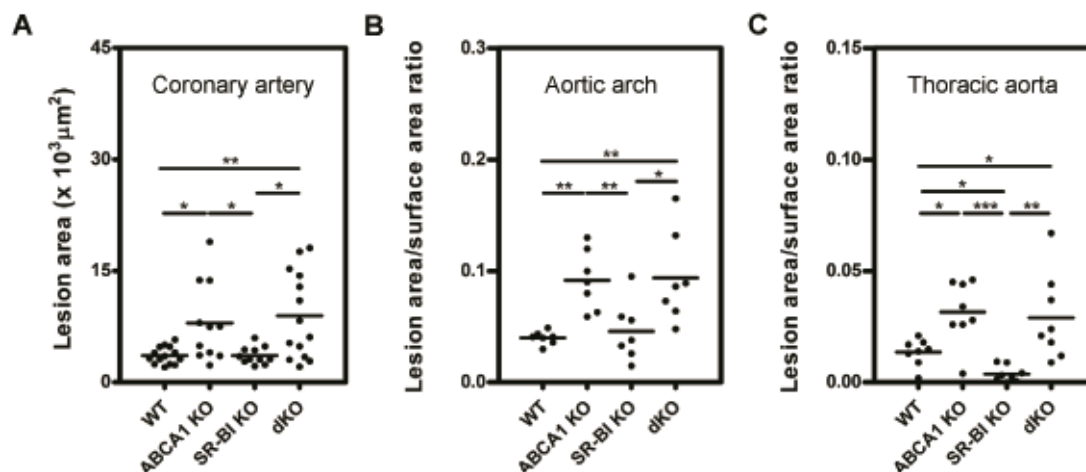 A
Lesion area (x 10³μm²)
45
30
15
0
Coronary artery
**
*
* *
WT
ABCA1 KO
SR-BI KO
dKO
B
Lesion area/surface area ratio
0.3
0.2
0.1
0.0
Aortic arch
**
*
** **
WT
ABCA1 KO
SR-BI KO
dKO
C
Lesion area/surface area ratio
0.15
0.10
0.05
0.00
Thoracic aorta
*
*
* *** **
WT
ABCA1 KO
SR-BI KO
dKO